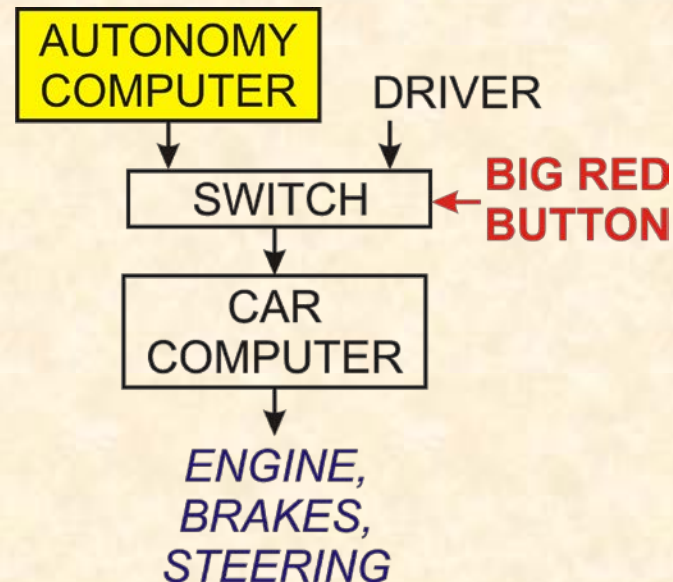 AUTONOMY
COMPUTER
DRIVER
SWITCH
BIG RED
BUTTON
CAR
COMPUTER
ENGINE,
BRAKES,
STEERING